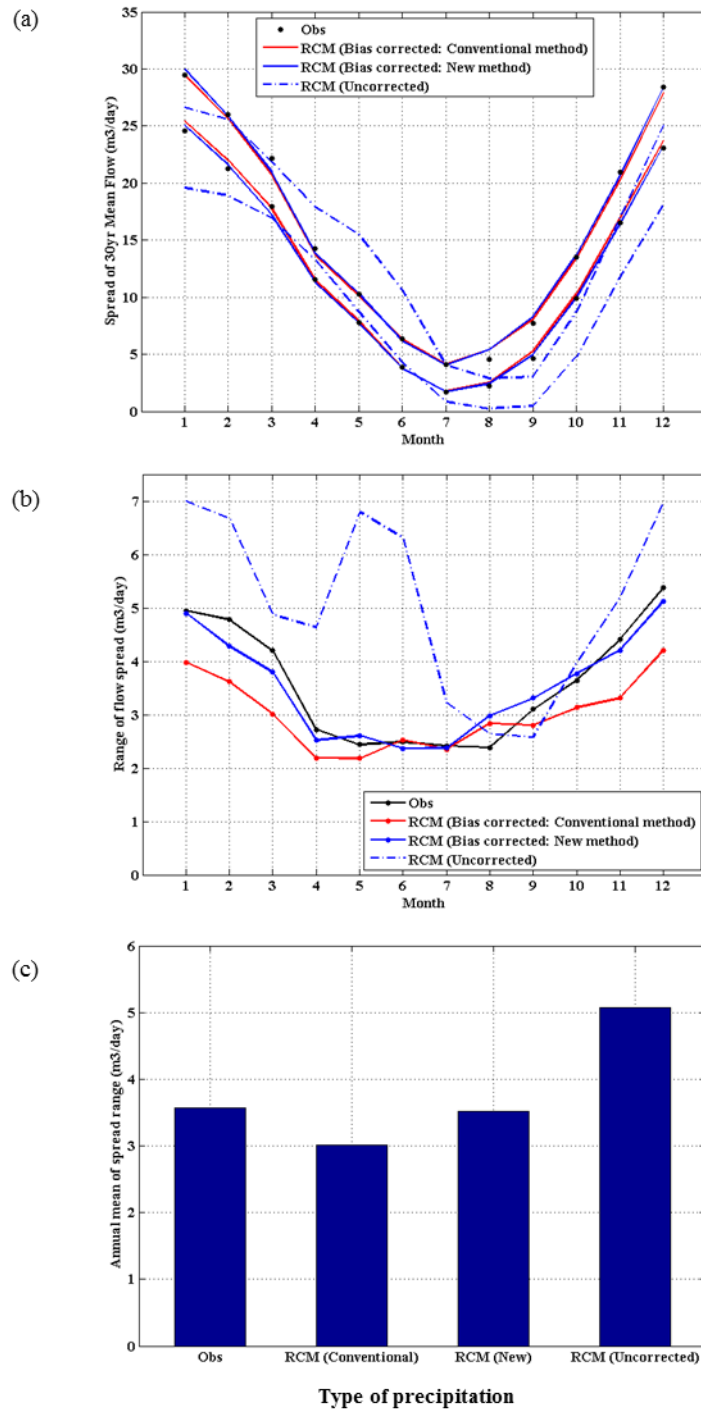 (a)
35
30
25
20
15
10
5
0
Spread of 30yr Mean Flow (m3/day)
Obs
RCM (Bias corrected: Conventional method)
RCM (Bias corrected: New method)
RCM (Uncorrected)
1 2 3 4 5 6 7 8 9 10 11 12
Month
(b)
7
6
5
4
3
2
1
0
Range of flow spread (m3/day)
Obs
RCM (Bias corrected: Conventional method)
RCM (Bias corrected: New method)
RCM (Uncorrected)
1 2 3 4 5 6 7 8 9 10 11 12
Month
(c)
6
5
4
3
2
1
0
Annual mean of spread range (m3/day)
Obs RCM (Conventional) RCM (New) RCM (Uncorrected)
Type of precipitation